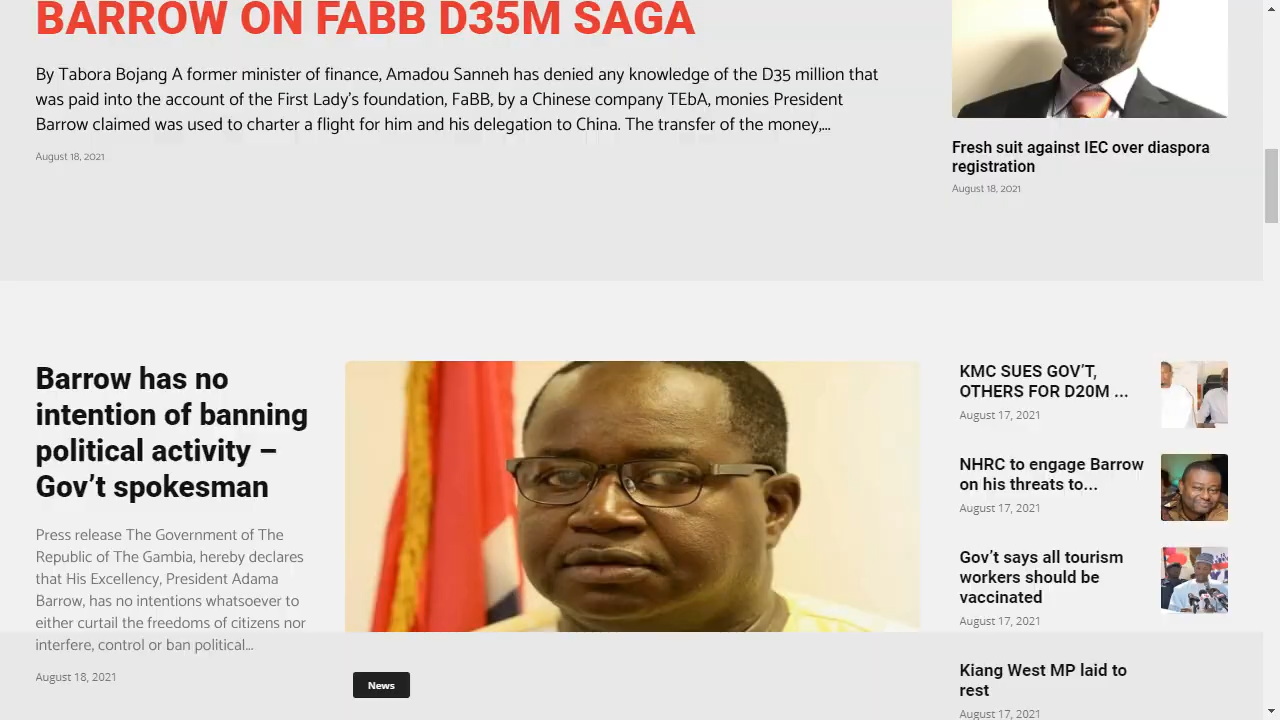 BARROW ON FABB D35M SAGA
By Tabora Bojang A former minister of finance, Amadou Sanneh has denied any knowledge of the D35 million that
was paid into the account of the First Lady’s foundation, FaBB, by a Chinese company TEbA, monies President
Barrow claimed was used to charter a flight for him and his delegation to China. The transfer of the money,...
August 18, 2021
Fresh suit against IEC over diaspora
registration
August 18, 2021
Barrow has no
intention of banning
political activity –
Gov’t spokesman
Press release The Government of The
Republic of The Gambia, hereby declares
that His Excellency, President Adama
Barrow, has no intentions whatsoever to
either curtail the freedoms of citizens nor
interfere, control or ban political...
August 18, 2021
News
KMC SUES GOV’T,
OTHERS FOR D20M ...
August 17, 2021
NHRC to engage Barrow
on his threats to...
August 17, 2021
Gov’t says all tourism
workers should be
vaccinated
August 17, 2021
Kiang West MP laid to
rest
August 17, 2021